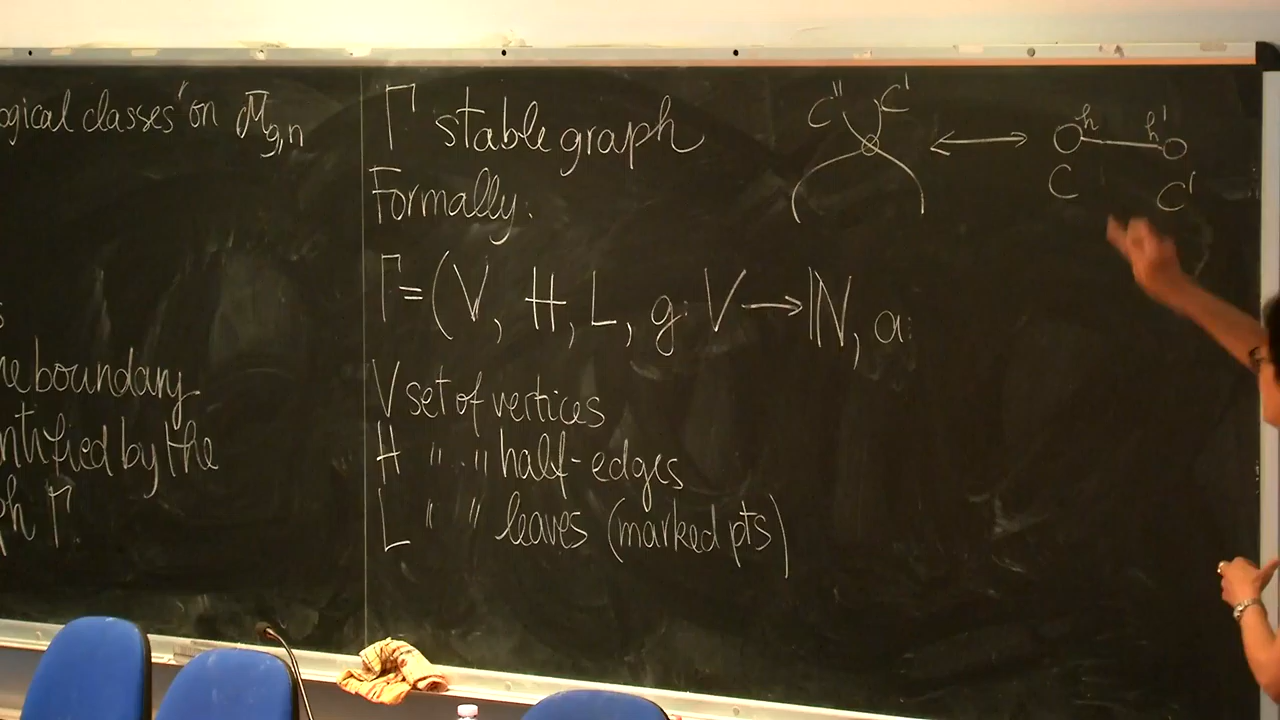 ogical classes" on M̄g,n
s
he boundary
ntified by the
ph Γ.
Γ stable graph
Formally:
Γ=(V, H, L, g: V→ℕ, a:
V set of vertices
H " " half-edges
L " " leaves (marked pts)
C" C'
h h'
C C'